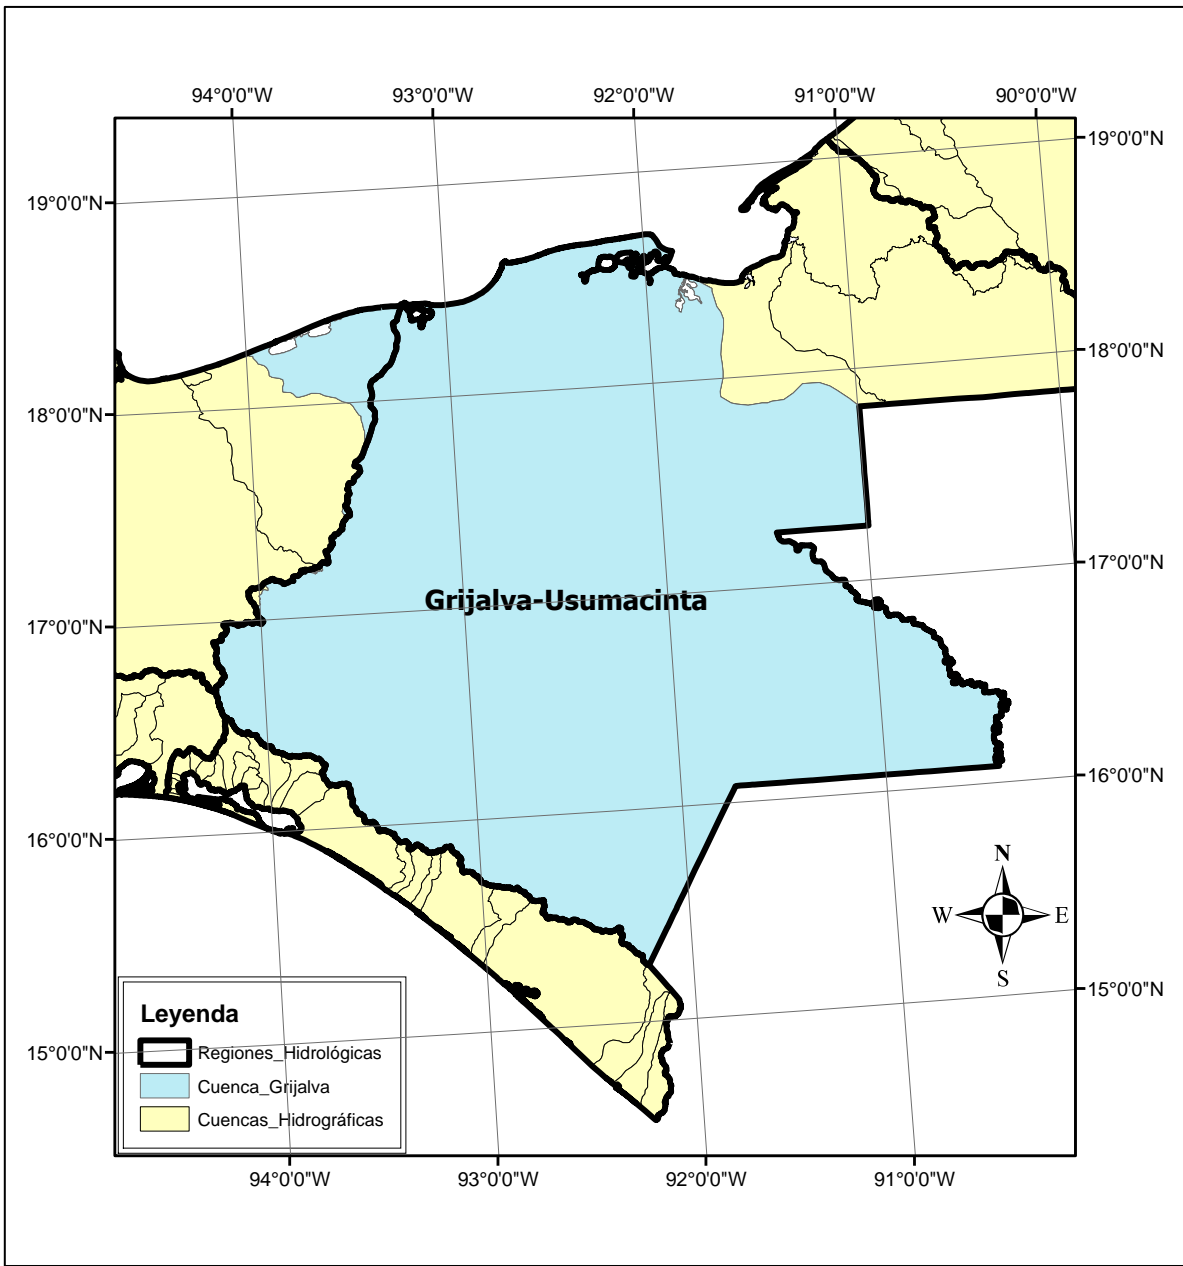 94°0'0"W 93°0'0"W 92°0'0"W 91°0'0"W 90°0'0"W
19°0'0"N
19°0'0"N
18°0'0"N
18°0'0"N
17°0'0"N
Grijalva-Usumacinta
17°0'0"N
16°0'0"N
16°0'0"N
N
W E
S
15°0'0"N
Leyenda
Regiones_Hidrológicas
15°0'0"N
Cuenca_Grijalva
Cuencas_Hidrográficas
94°0'0"W 93°0'0"W 92°0'0"W 91°0'0"W